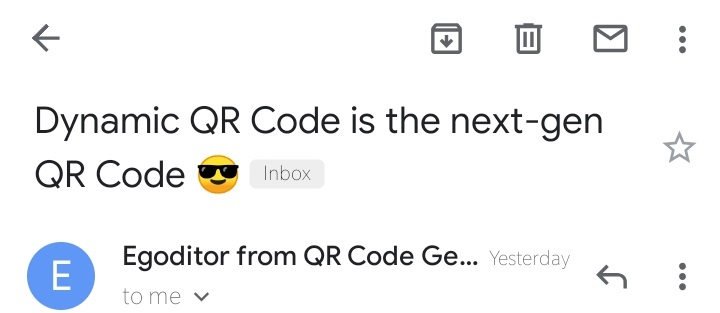 Dynamic QR Code is the next-gen
QR Code 😎 Inbox
E
Egoditor from QR Code Ge... Yesterday
to me